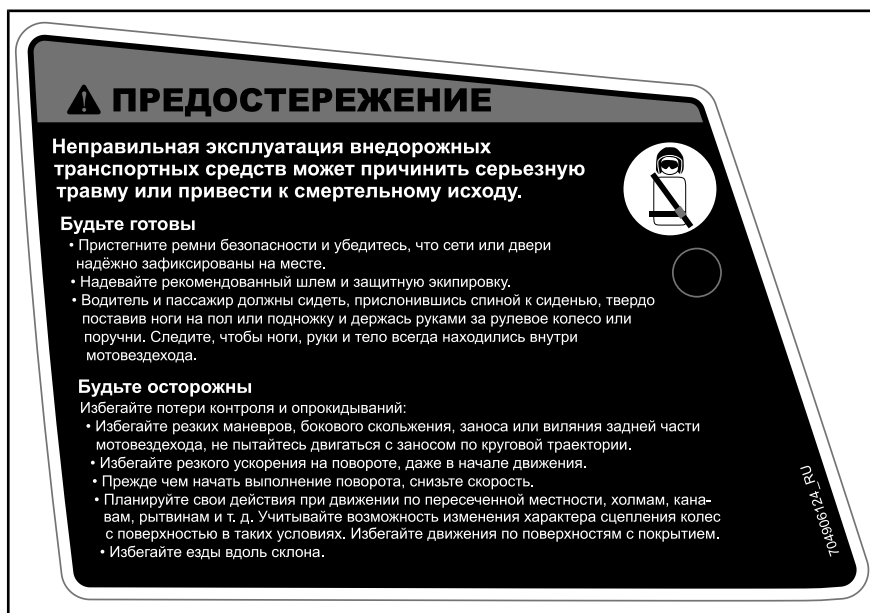 ПРЕДОСТЕРЕЖЕНИЕ
Неправильная эксплуатация внедорожных
транспортных средств может причинить серьезную
травму или привести к смертельному исходу.
Будьте готовы
• Пристегните ремни безопасности и убедитесь, что сети или двери
надёжно зафиксированы на месте.
• Надевайте рекомендованный шлем и защитную экипировку.
• Водитель и пассажир должны сидеть, прислонившись спиной к сиденью, твердо
поставив ноги на пол или подножку и держась руками за рулевое колесо или
поручни. Следите, чтобы ноги, руки и тело всегда находились внутри
мотовездехода.
Будьте осторожны
Избегайте потери контроля и опрокидываний:
• Избегайте резких маневров, бокового скольжения, заноса или виляния задней части
мотовездехода, не пытайтесь двигаться с заносом по круговой траектории.
• Избегайте резкого ускорения на повороте, даже в начале движения.
• Прежде чем начать выполнение поворота, снизьте скорость.
• Планируйте свои действия при движении по пересеченной местности, холмам, кана-
вам, рытвинам и т. д. Учитывайте возможность изменения характера сцепления колес
с поверхностью в таких условиях. Избегайте движения по поверхностям с покрытием.
• Избегайте езды вдоль склона.
704906124_RU